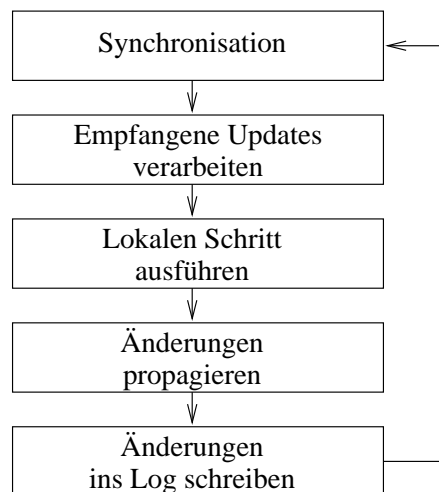 Synchronisation
Empfangene Updates
verarbeiten
Lokalen Schritt
ausführen
Änderungen
propagieren
Änderungen
ins Log schreiben